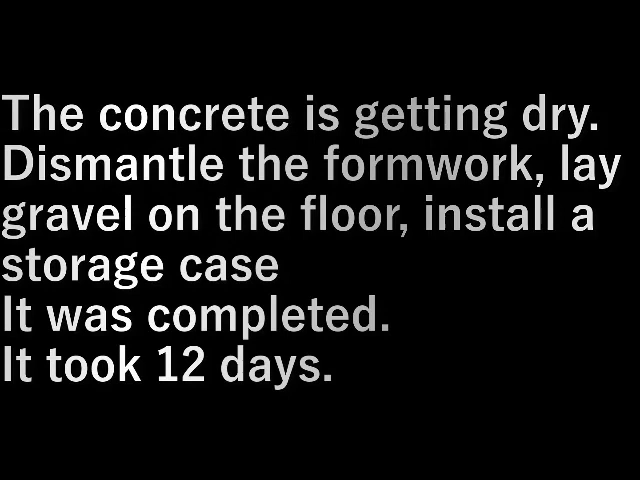 The concrete is getting dry.
Dismantle the formwork, lay
gravel on the floor, install a
storage case
It was completed.
It took 12 days.